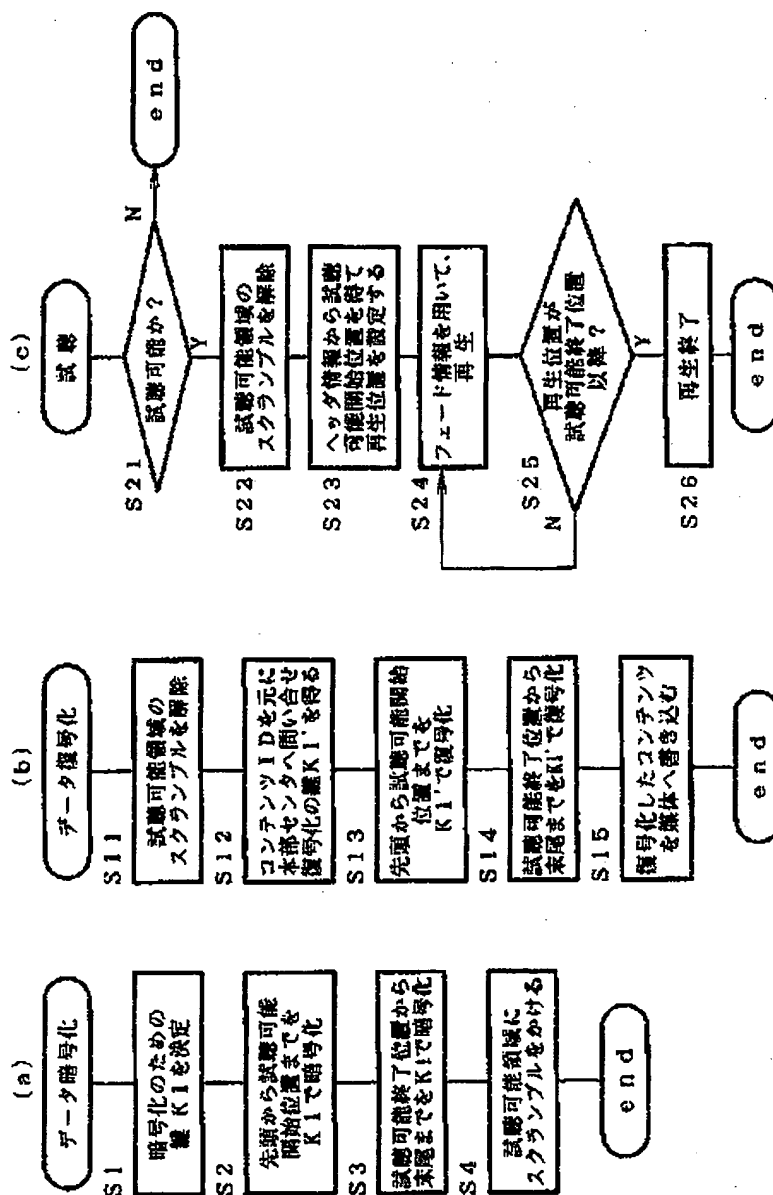 (a)
データ暗号化
S1
暗号化のための
鍵K1を決定
S2
先頭から試聴可能
開始位置までを
K1で暗号化
S3
試聴可能終了位置から
末尾までをK1で暗号化
S4
試聴可能領域に
スクランブルをかける
end
(b)
データ復号化
S11
試聴可能領域の
スクランブルを解除
S12
コンテンツIDを元に
本部センタへ問い合せ
復号化の鍵K1'を得る
S13
先頭から試聴可能開始
位置までを
K1'で復号化
S14
試聴可能終了位置から
末尾までをK1'で復号化
S15
復号化したコンテンツ
を媒体へ書き込む
end
(c)
試聴
S21
試聴可能か?
N
end
Y
S22
試聴可能領域の
スクランブルを解除
S23
ヘッダ情報から試聴
可能開始位置を得て
再生位置を設定する
S24
フェード情報を用いて、
再生
S25
再生位置が
試聴可能終了位置
以降?
N
Y
S26
再生終了
end